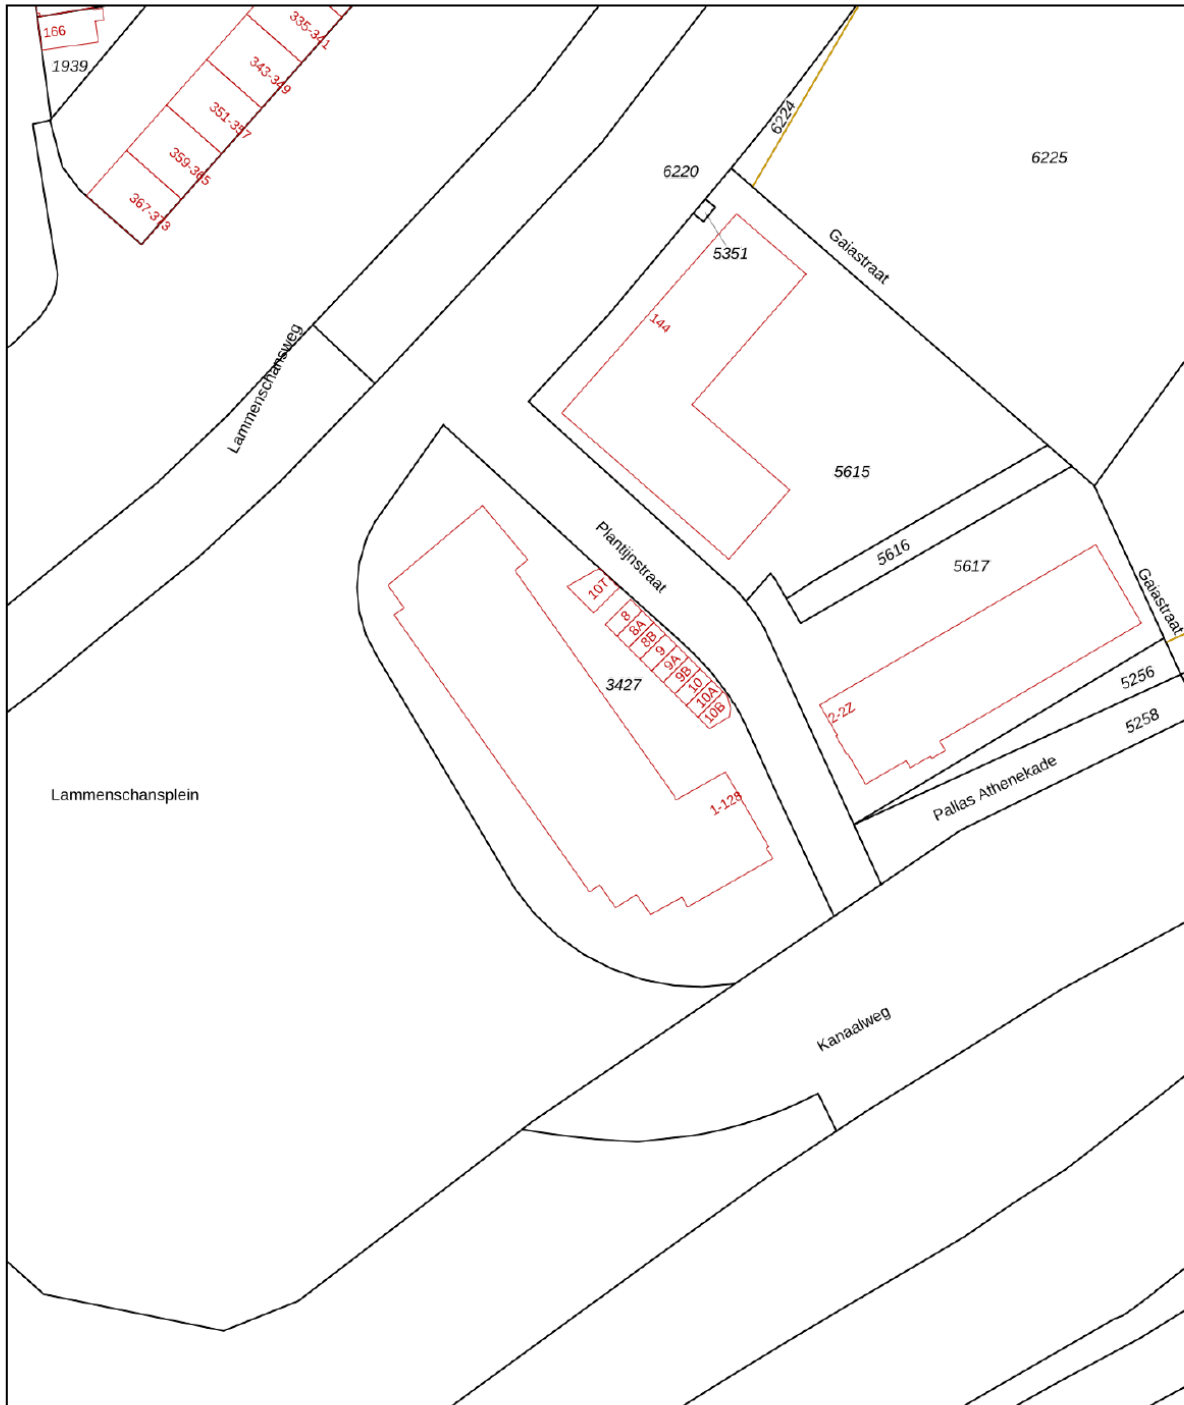 335-341
166
1939
343-349
351-357
6224
359-365
6225
6220
367-373
5351
Gaiastraat
144
Lammenschansweg
5615
Plantijnstraat
5616
5617
10T
Gaiastraat
8
8A
8B
9
9A
9B
10
10A
10B
3427
5256
2-2Z
5258
Pallas Athenekade
Lammenschansplein
1-128
Kanaalweg